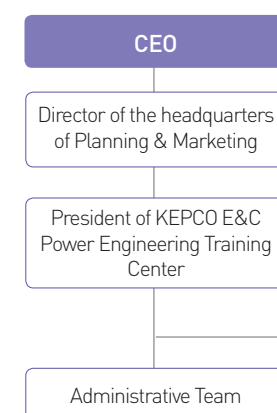 CEO
Director of the headquarters
of Planning & Marketing
President of KEPCO E&C
Power Engineering Training
Center
Administrative Team